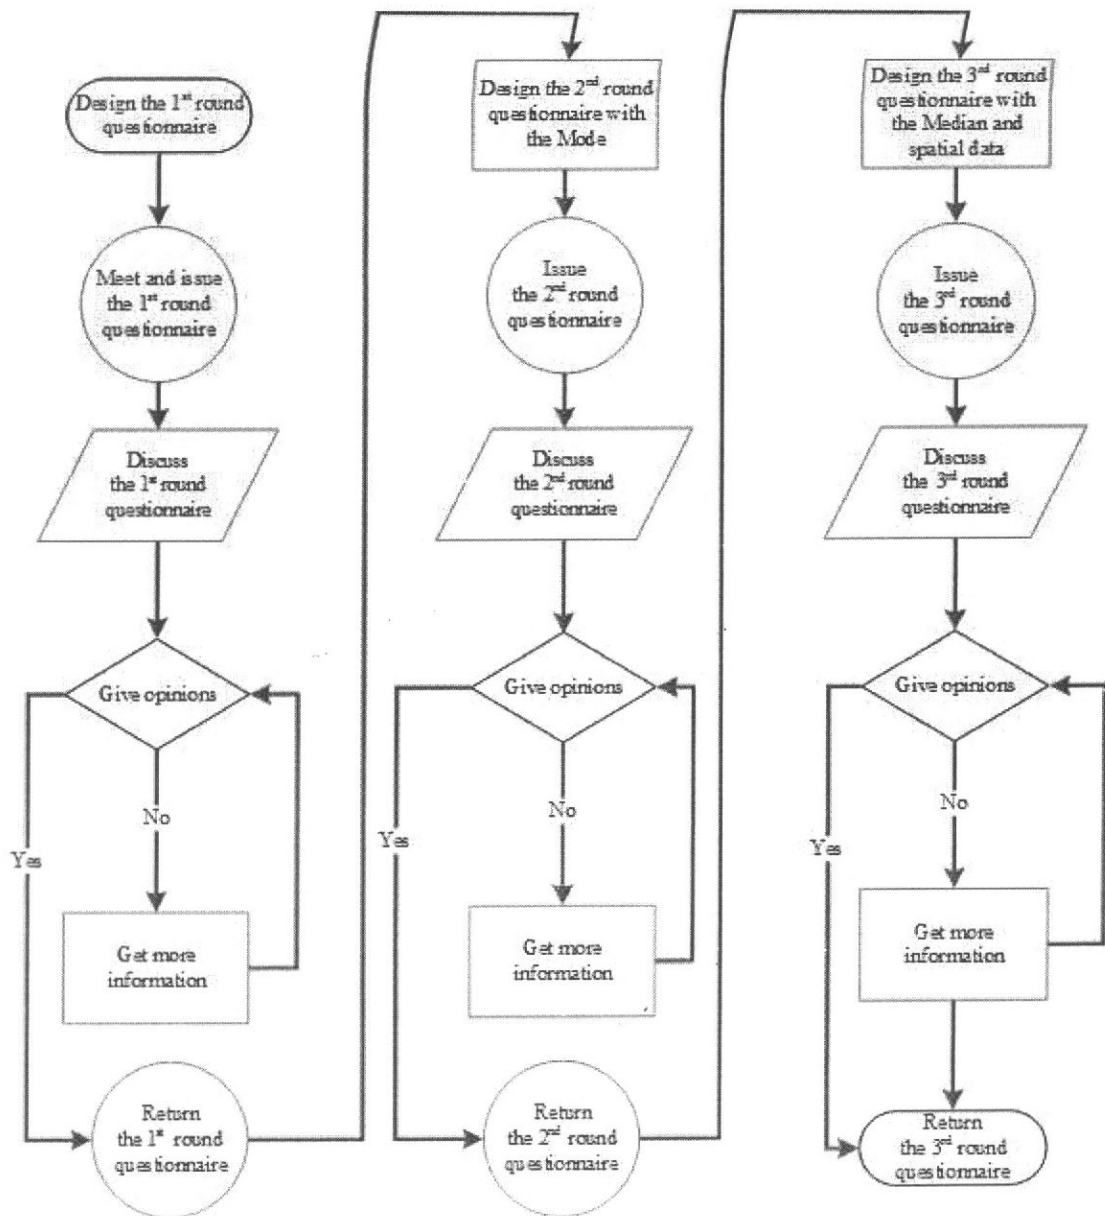 Design the 1st round
questionnaire
Meet and issue
the 1st round
questionnaire
Discuss
the 1st round
questionnaire
Give opinions
No
Yes
Get more
information
Return
the 1st round
questionnaire
Design the 2nd round
questionnaire with
the Mode
Issue
the 2nd round
questionnaire
Discuss
the 2nd round
questionnaire
Give opinions
No
Yes
Get more
information
Return
the 2nd round
questionnaire
Design the 3rd round
questionnaire with
the Median and
spatial data
Issue
the 3rd round
questionnaire
Discuss
the 3rd round
questionnaire
Give opinions
No
Yes
Get more
information
Return
the 3rd round
questionnaire